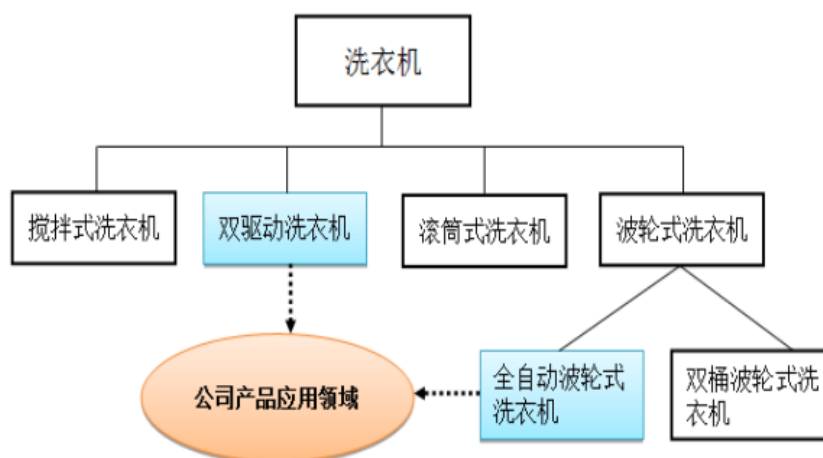 洗衣机
搅拌式洗衣机
双驱动洗衣机
滚筒式洗衣机
波轮式洗衣机
公司产品应用领域
全自动波轮式
洗衣机
双桶波轮式洗
衣机